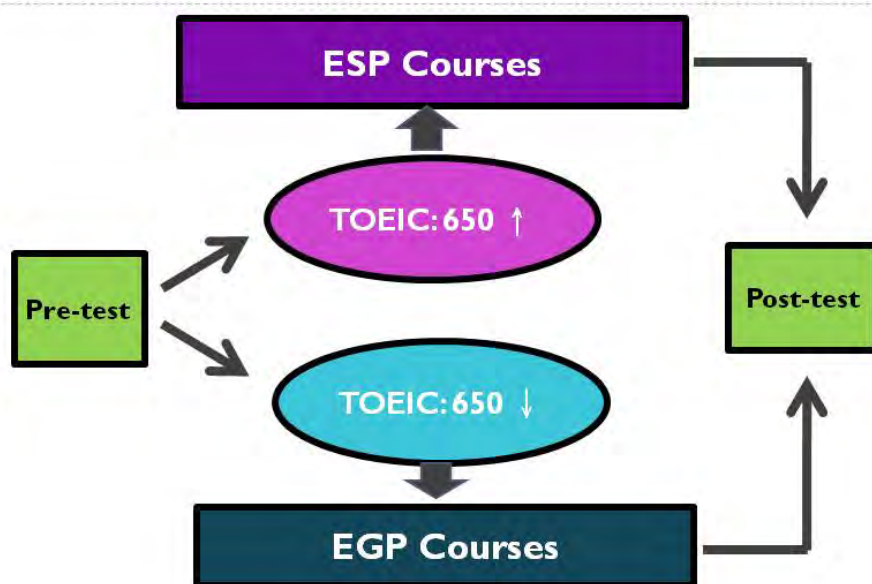 ESP Courses
TOEIC: 650 ↑
Pre-test
Post-test
TOEIC: 650 ↓
EGP Courses